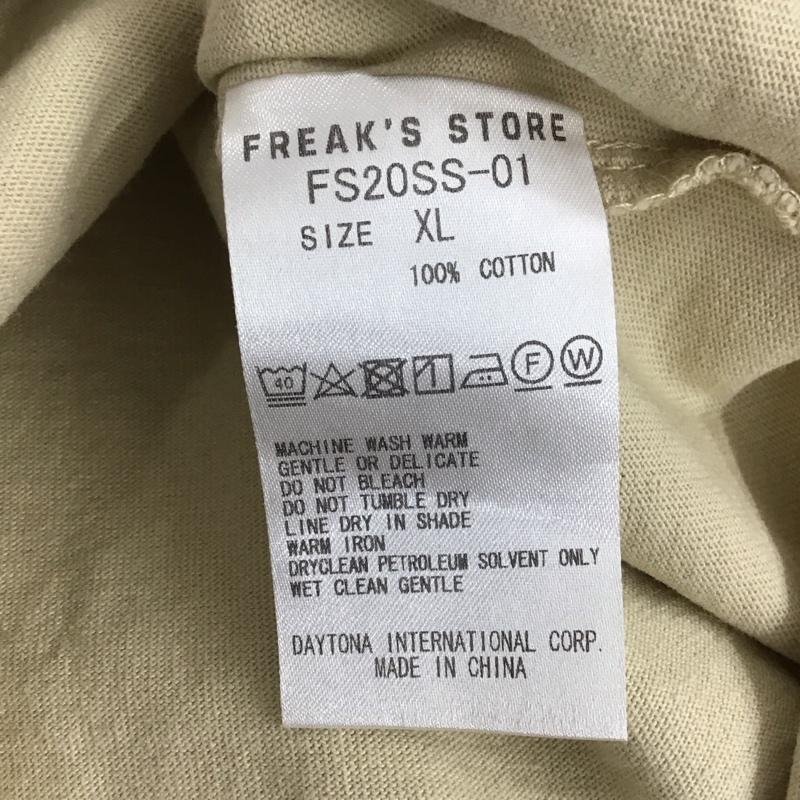 FREAK'S STORE
FS20SS-01
SIZE XL
100% COTTON
40 F W
MACHINE WASH WARM
GENTLE OR DELICATE
DO NOT BLEACH
DO NOT TUMBLE DRY
LINE DRY IN SHADE
WARM IRON
DRYCLEAN PETROLEUM SOLVENT ONLY
WET CLEAN GENTLE
DAYTONA INTERNATIONAL CORP.
MADE IN CHINA